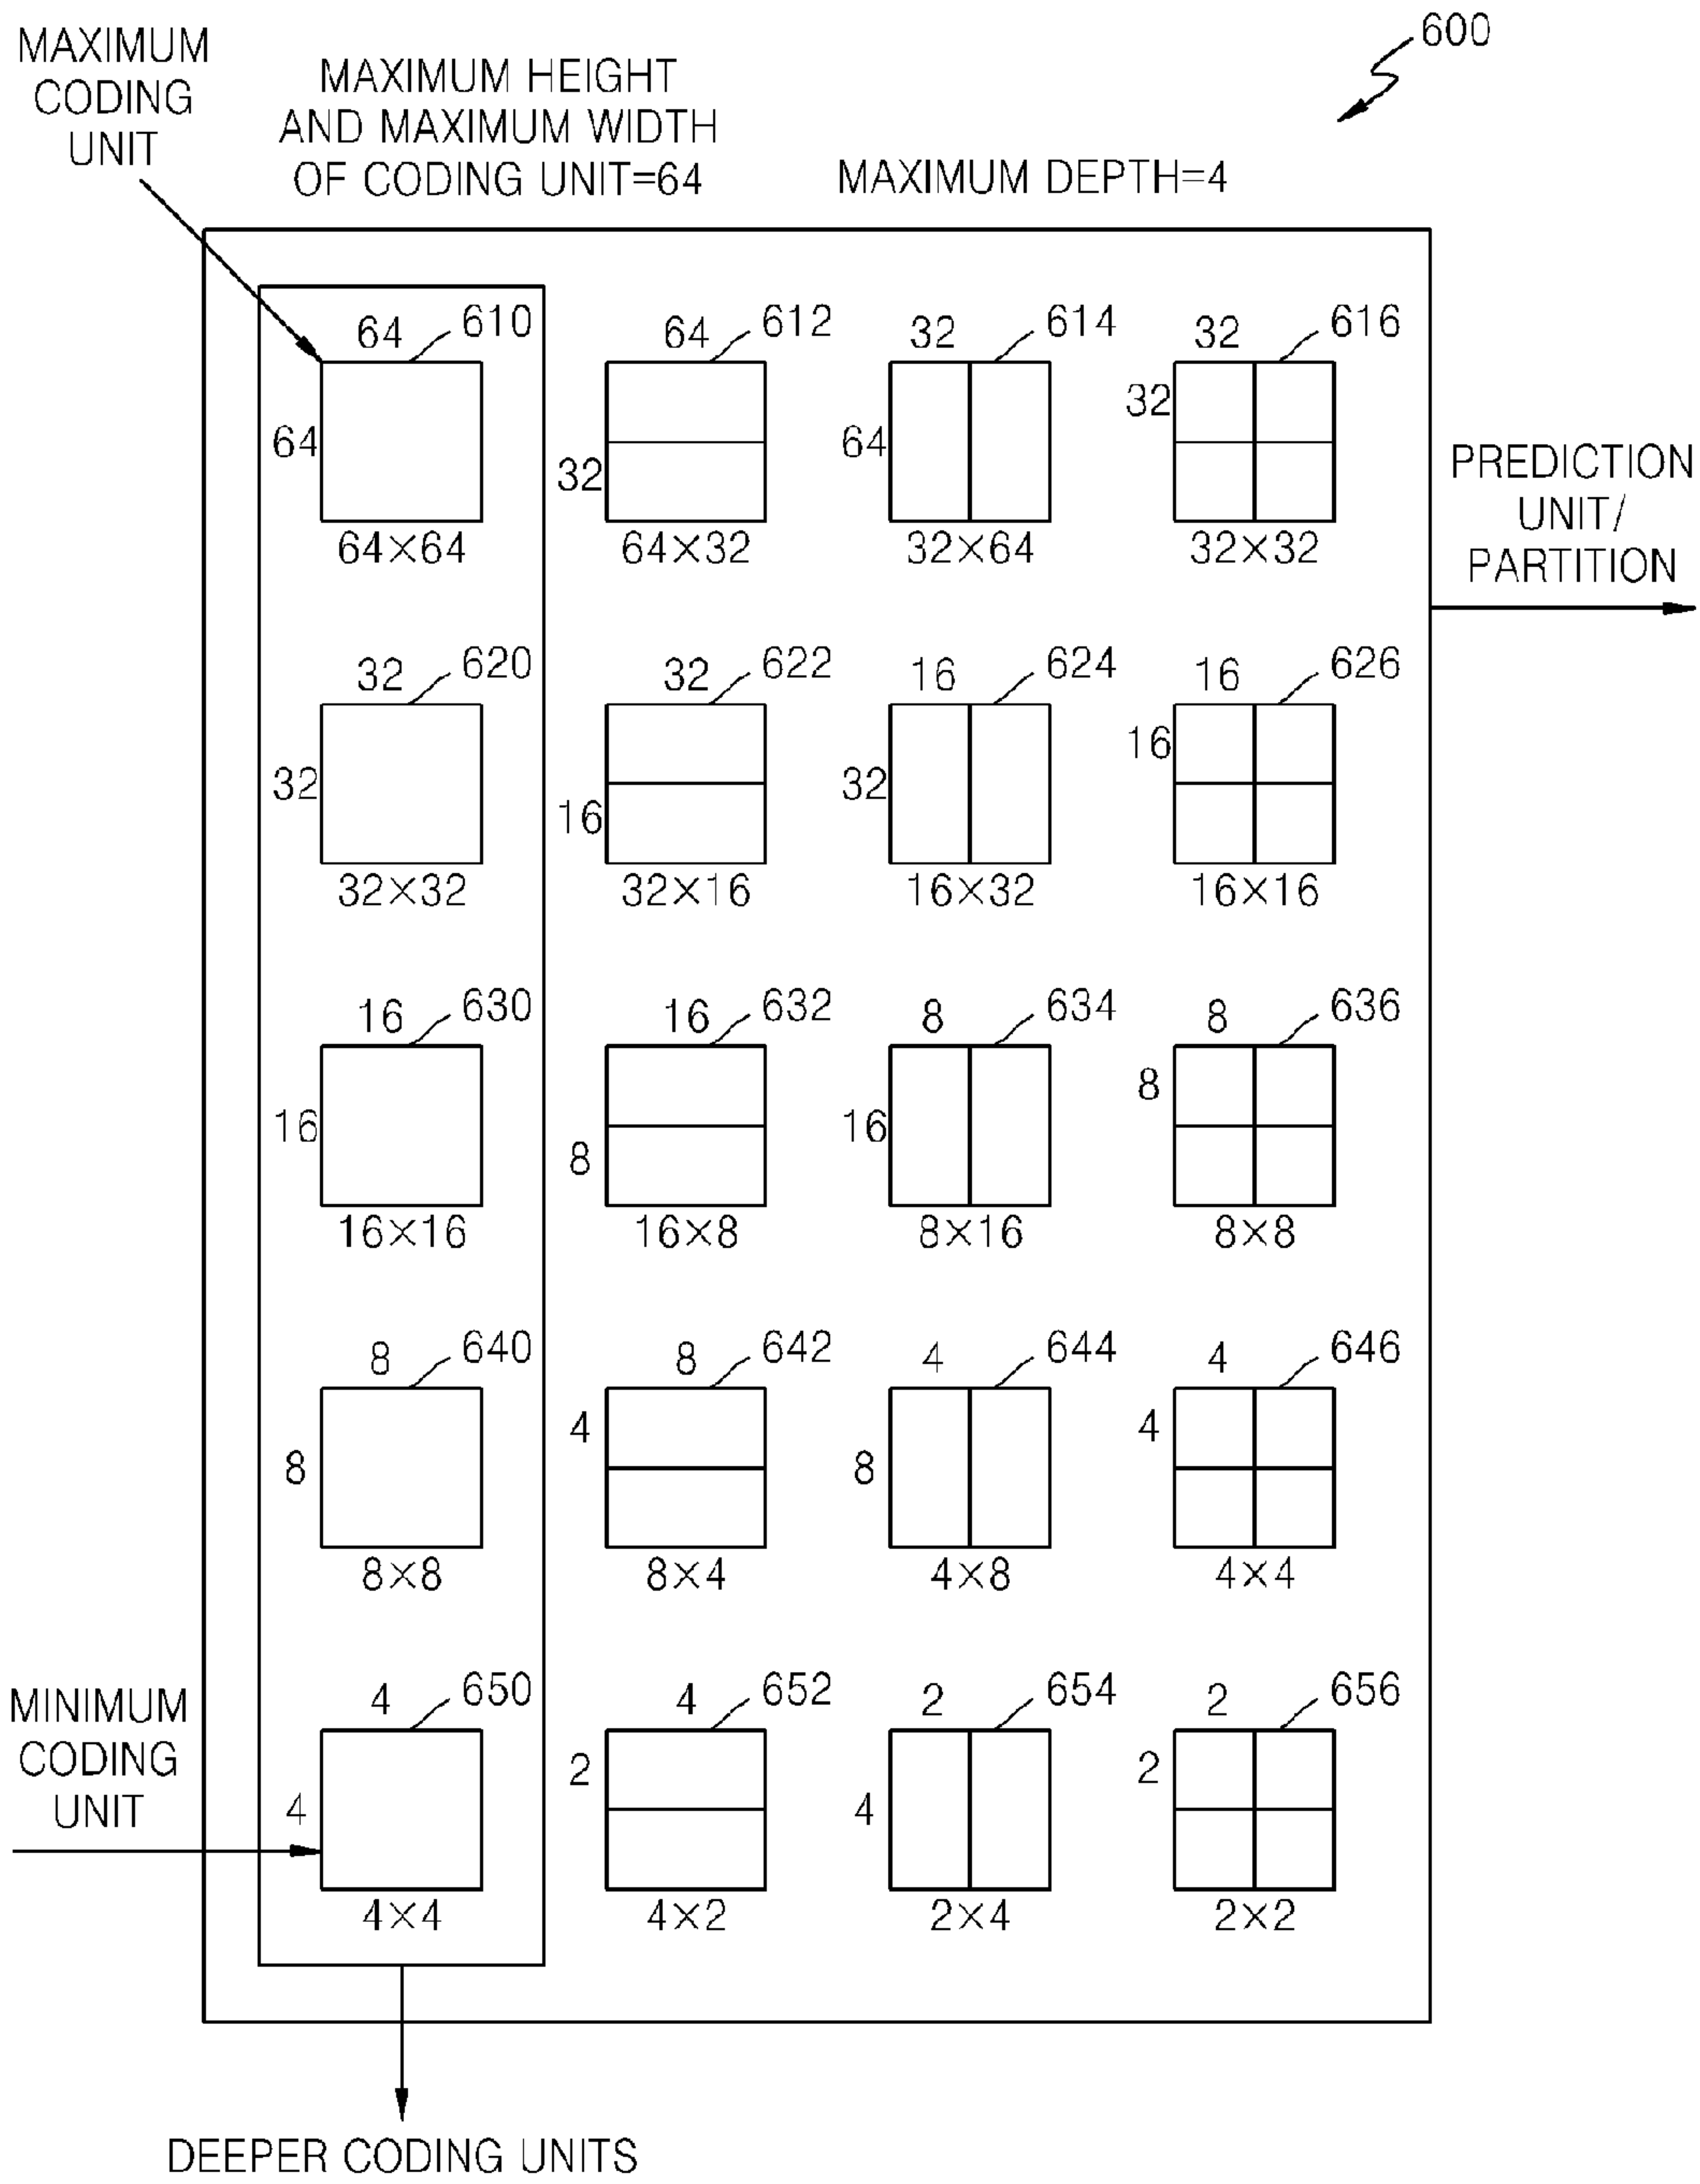 600
MAXIMUM
CODING
UNIT
MAXIMUM HEIGHT
AND MAXIMUM WIDTH
OF CODING UNIT=64
MAXIMUM DEPTH=4
64 610 64 612 32 614 32 616
64 32 64 32
64×64 64×32 32×64 32×32
PREDICTION
UNIT/
PARTITION
32 620 32 622 16 624 16 626
32 16 32 16
32×32 32×16 16×32 16×16
16 630 16 632 8 634 8 636
16 8 16 8
16×16 16×8 8×16 8×8
8 640 8 642 4 644 4 646
8 4 8 4
8×8 8×4 4×8 4×4
MINIMUM
CODING
UNIT
4 650 4 652 2 654 2 656
4 2 4 2
4×4 4×2 2×4 2×2
DEEPER CODING UNITS